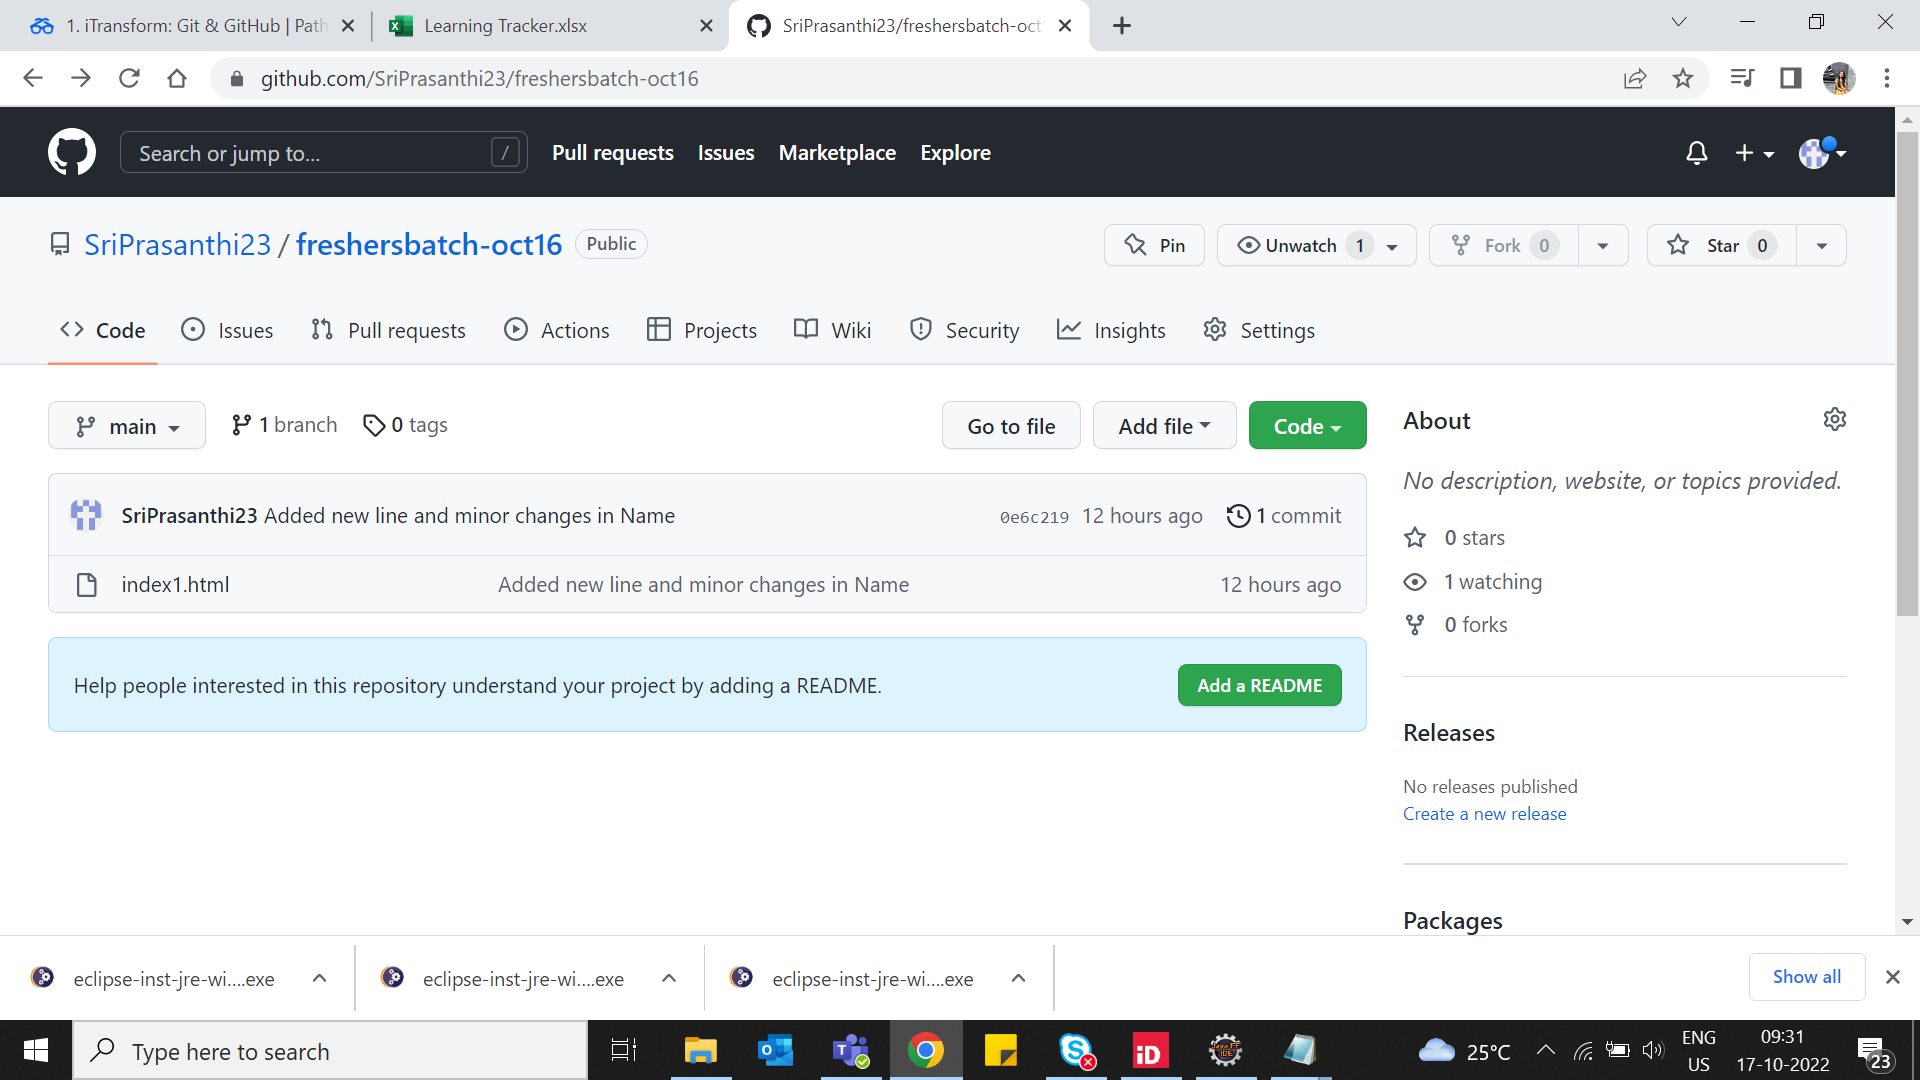 1. iTransform: Git & GitHub | Path
Learning Tracker.xlsx
SriPrasanthi23/freshersbatch-oct
github.com/SriPrasanthi23/freshersbatch-oct16
Search or jump to... /
Pull requests Issues Marketplace Explore
SriPrasanthi23 / freshersbatch-oct16 Public
Pin Unwatch 1 Fork 0 Star 0
Code Issues Pull requests Actions Projects Wiki Security Insights Settings
main 1 branch 0 tags Go to file Add file Code
SriPrasanthi23 Added new line and minor changes in Name 0e6c219 12 hours ago 1 commit
index1.html Added new line and minor changes in Name 12 hours ago
Help people interested in this repository understand your project by adding a README. Add a README
About
No description, website, or topics provided.
0 stars
1 watching
0 forks
Releases
No releases published
Create a new release
Packages
eclipse-inst-jre-wi....exe eclipse-inst-jre-wi....exe eclipse-inst-jre-wi....exe Show all
Type here to search
T
iD
Java EE
IDE
25°C
ENG
US
09:31
17-10-2022
23